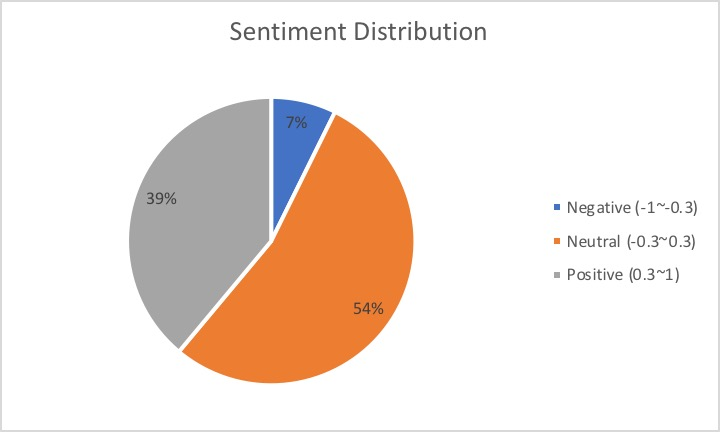 Sentiment Distribution
7%
39%
54%
Negative (-1~-0.3)
Neutral (-0.3~0.3)
Positive (0.3~1)